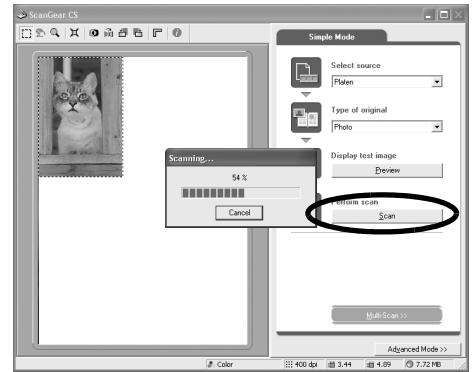 ScanGear CS
Simple Mode
Select source
Platen
Type of original
Photo
Display test image
Preview
Scanning...
54 %
Cancel
Perform scan
Scan
Multi-Scan >>
Advanced Mode >>
Color
400 dpi
3.44
4.89
7.72 MB